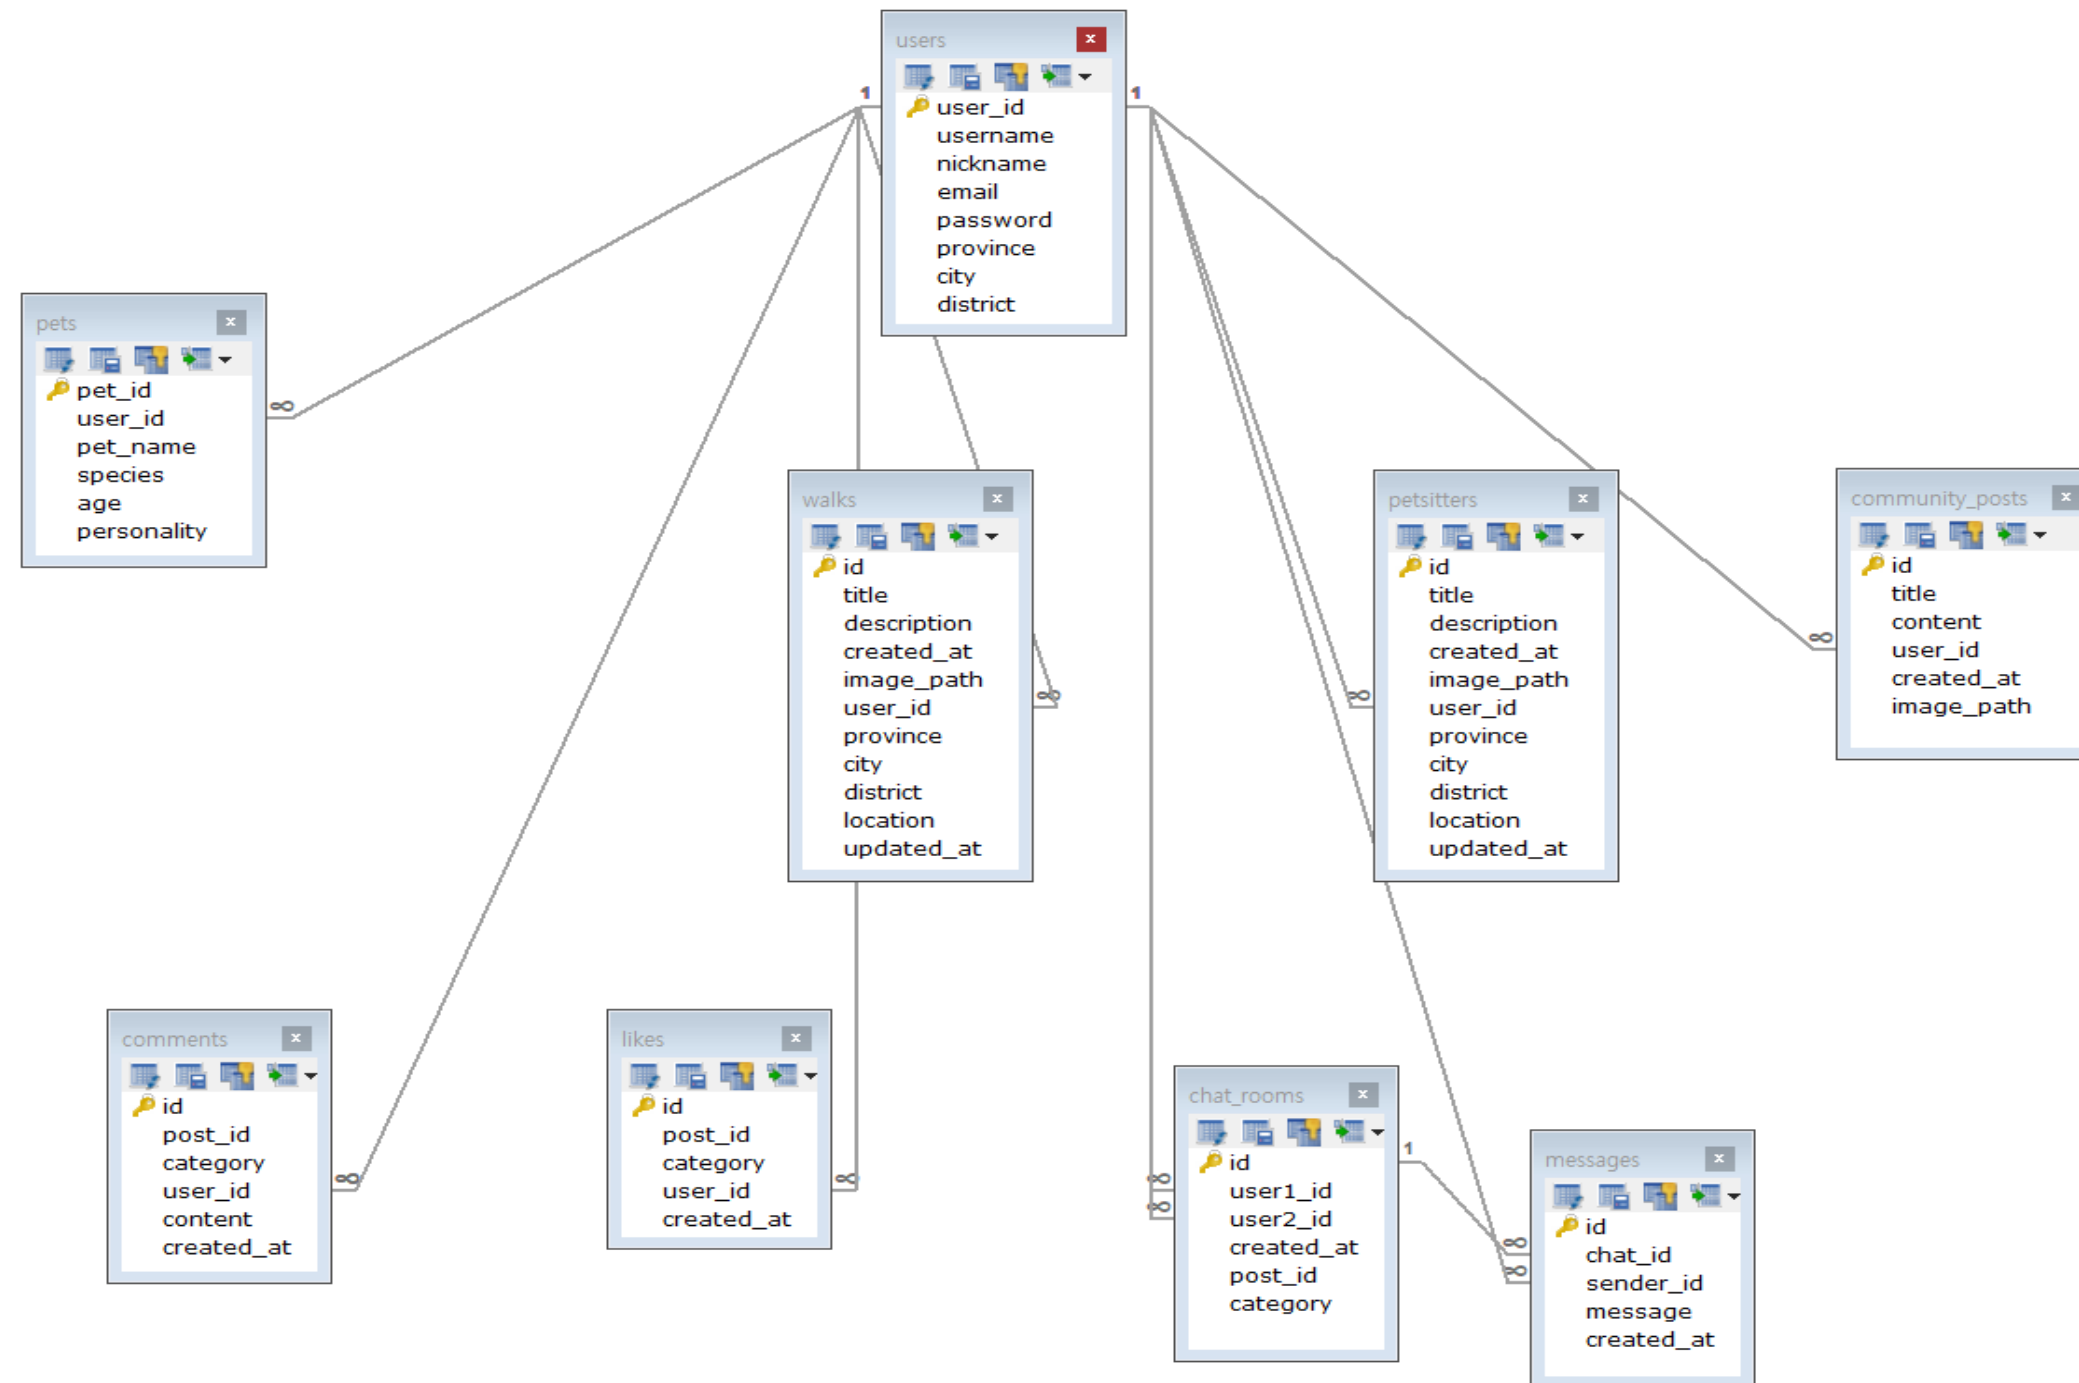 users
1
1
user_id
username
nickname
email
password
province
city
district
pets
pet_id
user_id
pet_name
species
age
personality
∞
walks
id
title
description
created_at
image_path
user_id
province
city
district
location
updated_at
∞
petsitters
id
title
description
created_at
image_path
user_id
province
city
district
location
updated_at
∞
community_posts
id
title
content
user_id
created_at
image_path
∞
comments
id
post_id
category
user_id
content
created_at
∞
likes
id
post_id
category
user_id
created_at
∞
chat_rooms
id
user1_id
user2_id
created_at
post_id
category
∞
∞
1
messages
id
chat_id
sender_id
message
created_at
∞
∞